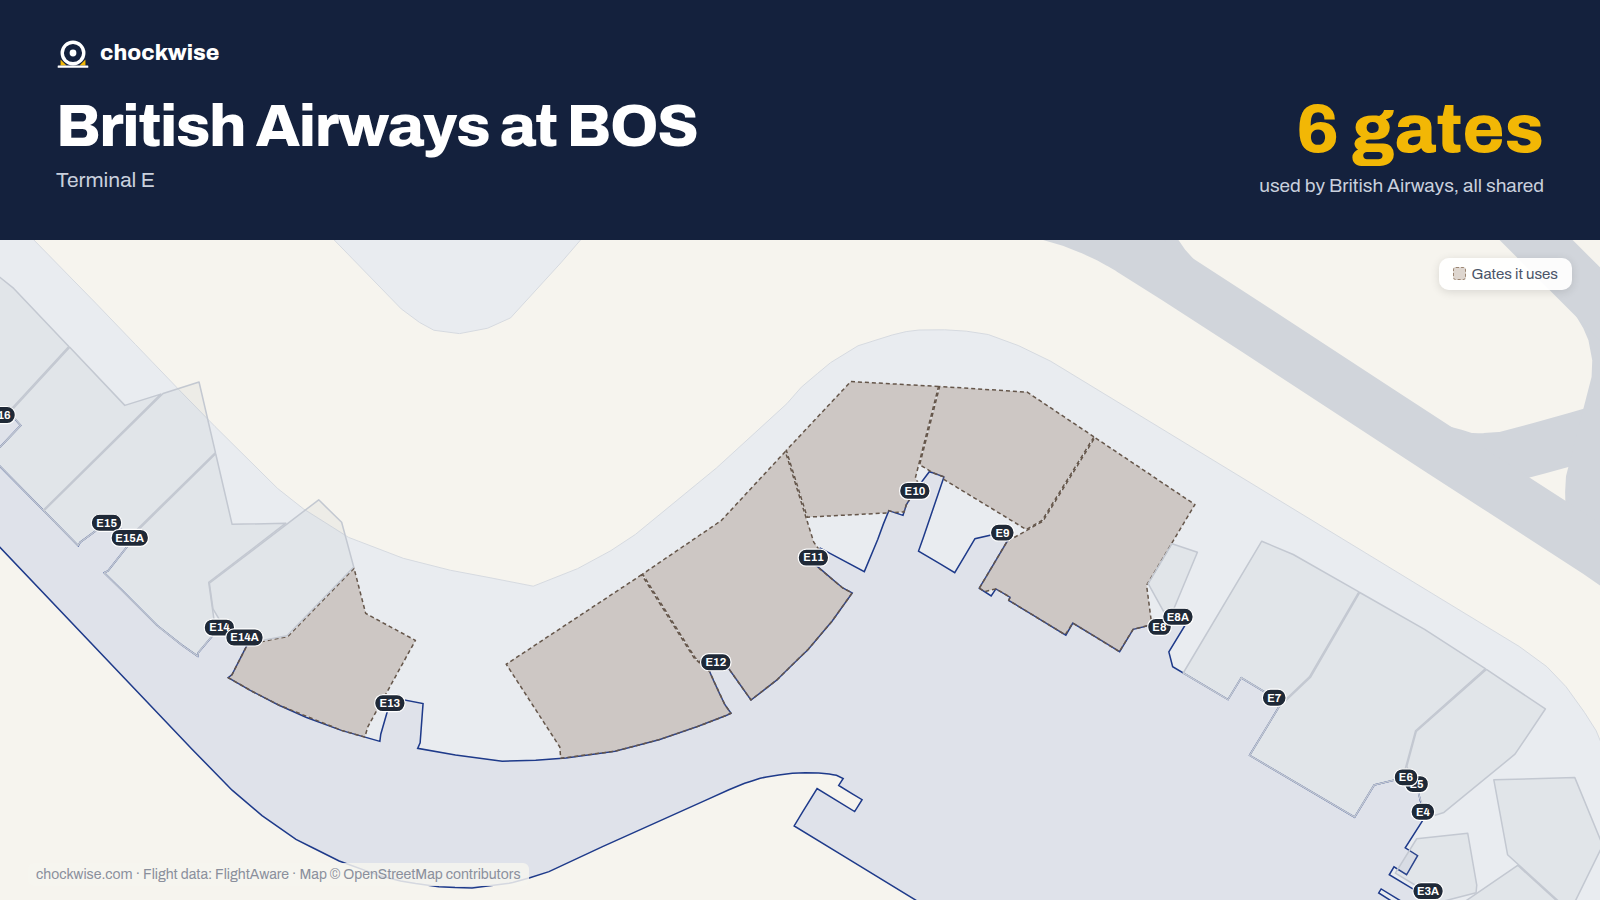 chockwise
British Airways at BOS
Terminal E
6 gates
used by British Airways, all shared
Gates it uses
16
E15
E15A
E14
E14A
E13
E12
E11
E10
E9
E8
E8A
E7
E6
E4
E3A
chockwise.com · Flight data: FlightAware · Map © OpenStreetMap contributors